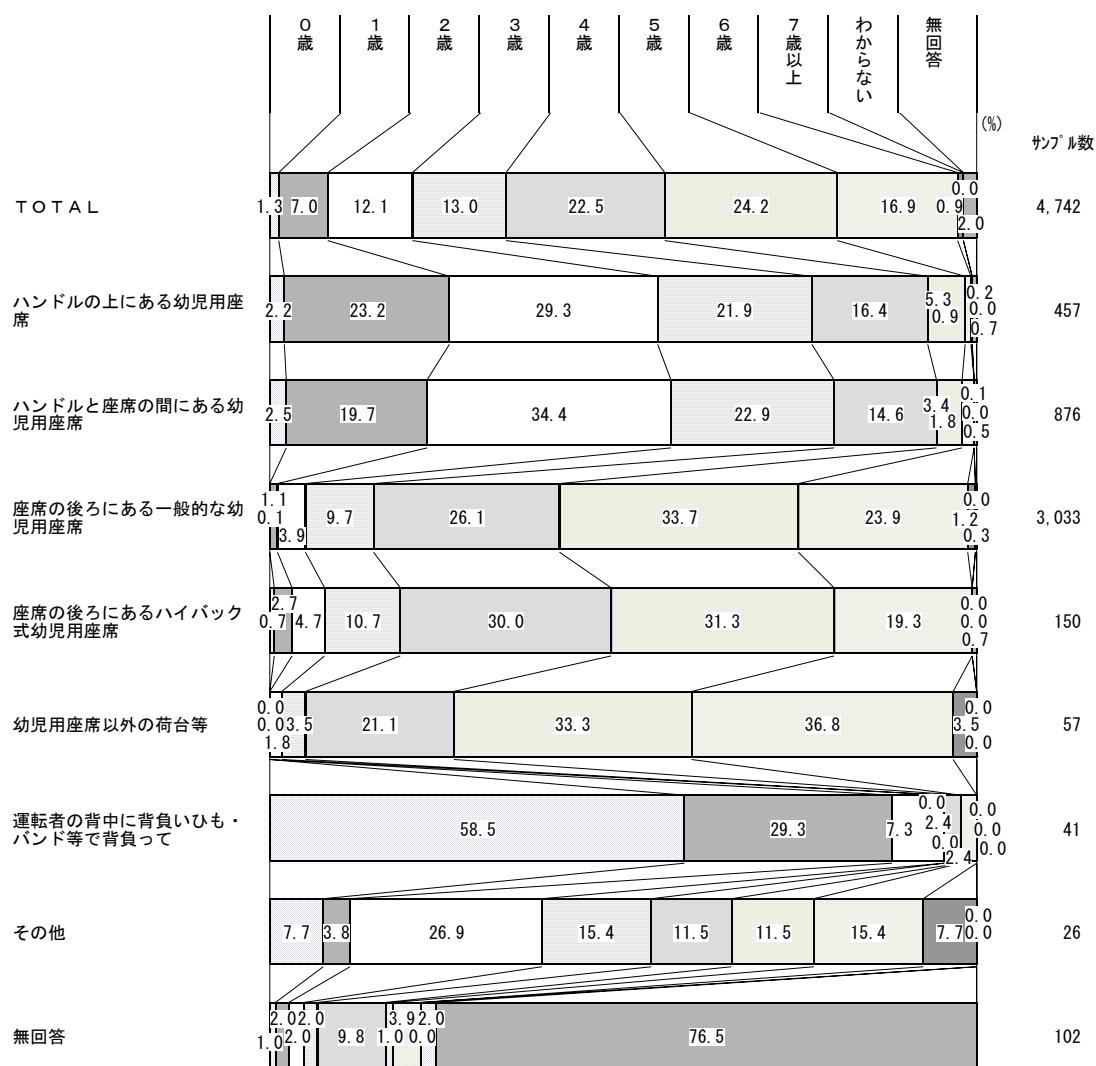 0歳
1歳
2歳
3歳
4歳
5歳
6歳
7歳以上
わからない
無回答
(%)
サンプル数
TOTAL
1.3 7.0 12.1 13.0 22.5 24.2 16.9 0.9 0.0 2.0
4,742
ハンドルの上にある幼児用座
席
2.2 23.2 29.3 21.9 16.4 5.3 0.9 0.2 0.0 0.7
457
ハンドルと座席の間にある幼
児用座席
2.5 19.7 34.4 22.9 14.6 3.4 1.8 0.1 0.0 0.5
876
座席の後ろにある一般的な幼
児用座席
0.1 1.1 3.9 9.7 26.1 33.7 23.9 1.2 0.0 0.3
3,033
座席の後ろにあるハイバック
式幼児用座席
0.7 2.7 4.7 10.7 30.0 31.3 19.3 0.0 0.0 0.7
150
幼児用座席以外の荷台等
0.0 0.0 1.8 3.5 21.1 33.3 36.8 3.5 0.0 0.0
57
運転者の背中に背負いひも・
バンド等で背負って
58.5 29.3 7.3 0.0 2.4 0.0 2.4 0.0 0.0 0.0
41
その他
7.7 3.8 26.9 15.4 11.5 11.5 15.4 7.7 0.0 0.0
26
無回答
1.0 2.0 2.0 2.0 9.8 1.0 3.9 0.0 2.0 76.5
102